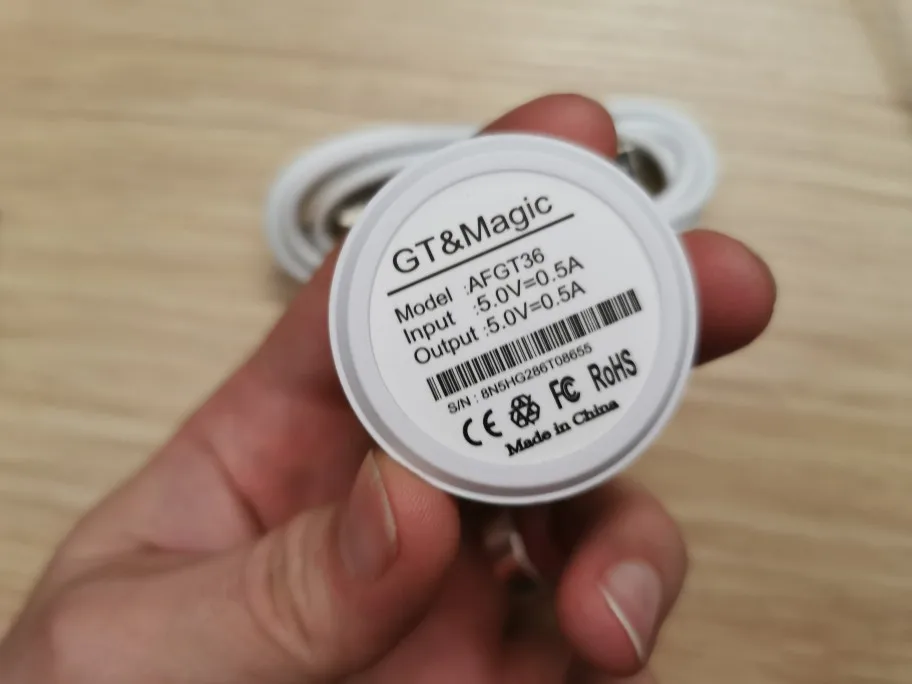 GT&Magic
Model :AFGT36
Input :5.0V=0.5A
Output :5.0V=0.5A
S/N : 8N5HG286T08655
CE FC RoHS
Made in China